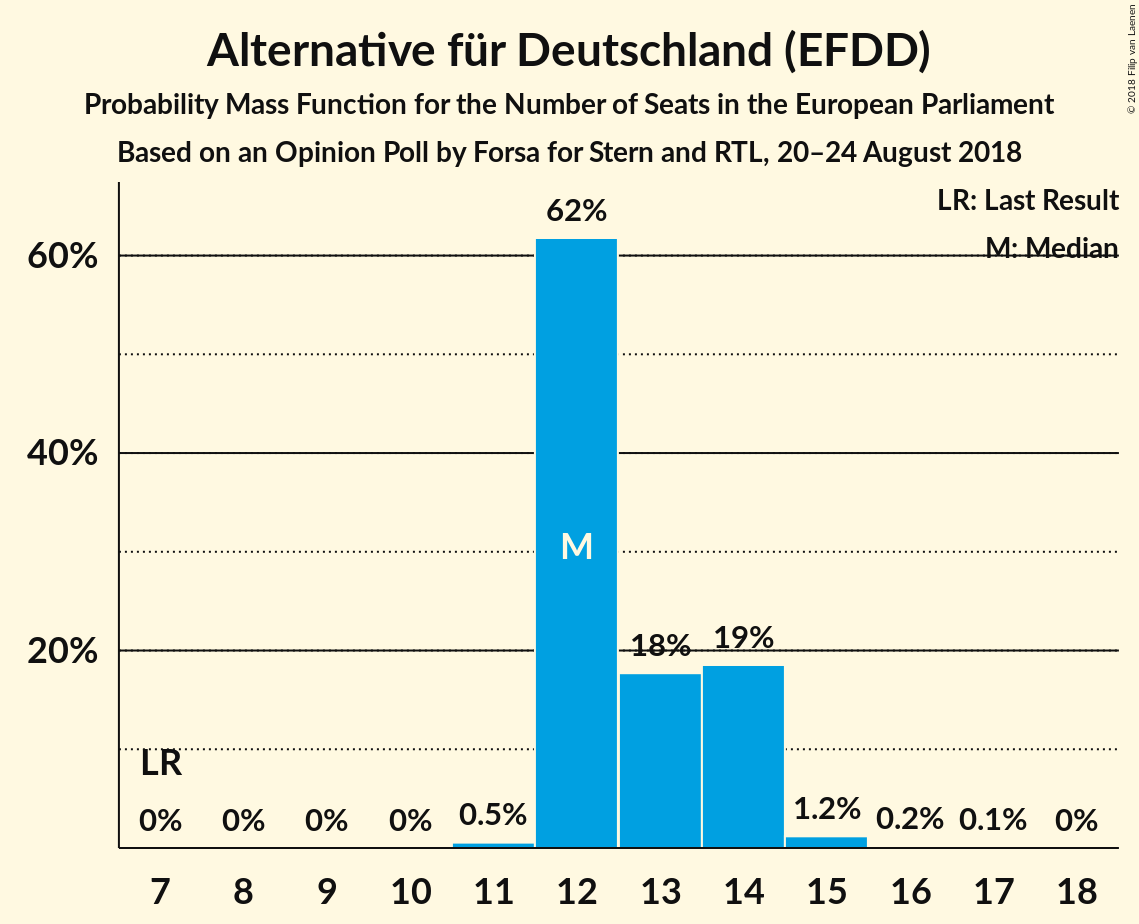 Alternative für Deutschland (EFDD)
Probability Mass Function for the Number of Seats in the European Parliament
Based on an Opinion Poll by Forsa for Stern and RTL, 20–24 August 2018
© 2018 Filip van Laenen
LR: Last Result
M: Median
62%
60%
40%
M
20%
18%
19%
LR
0%
0%
0%
0%
0.5%
1.2%
0.2%
0.1%
0%
7 8 9 10 11 12 13 14 15 16 17 18